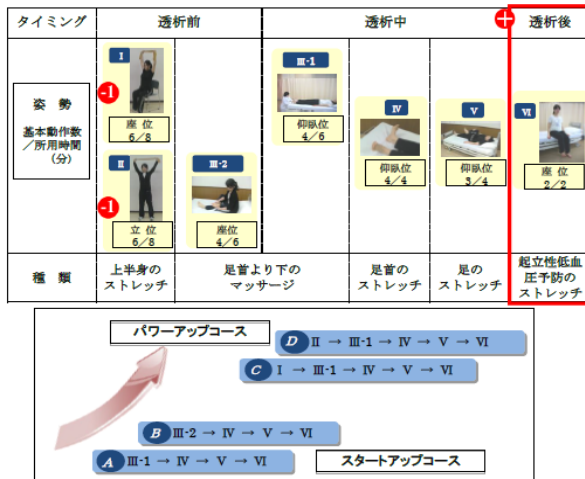 タイミング 透析前 透析中 透析後
姿 勢
基本動作数
／所用時間
（分）
I
-1
座 位
6／8
II
-1
立 位
6／8
III-2
座位
4／6
III-1
仰臥位
4／6
IV
仰臥位
4／4
V
仰臥位
3／4
VI
座 位
2／2
種 類
上半身の
ストレッチ
足首より下の
マッサージ
足首の
ストレッチ
足の
ストレッチ
起立性低血
圧予防の
ストレッチ
パワーアップコース
D II → III-1 → IV → V → VI
C I → III-1 → IV → V → VI
B III-2 → IV → V → VI
A III-1 → IV → V → VI
スタートアップコース